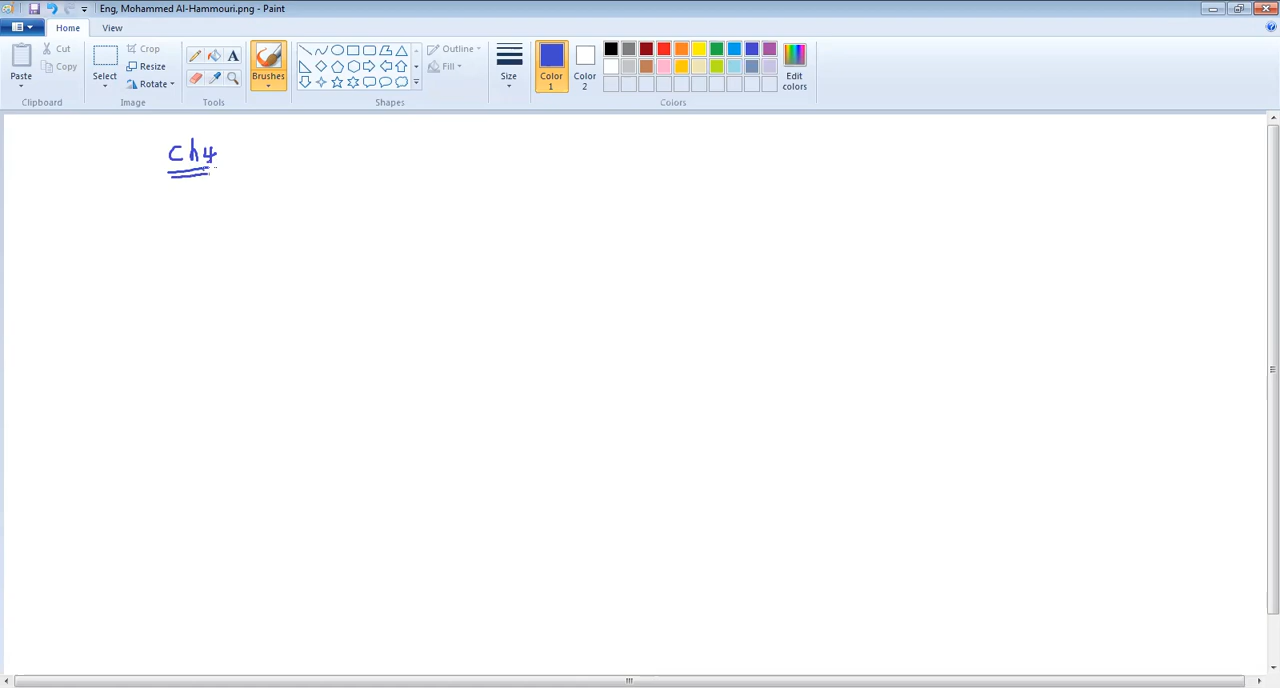 Eng, Mohammed Al-Hammouri.png - Paint
Home View
Paste
Cut
Copy
Clipboard
Select
Crop
Resize
Rotate
Image
A
Tools
Brushes
Shapes
Outline
Fill
Size
Color 1
Color 2
Edit colors
Colors
Ch4